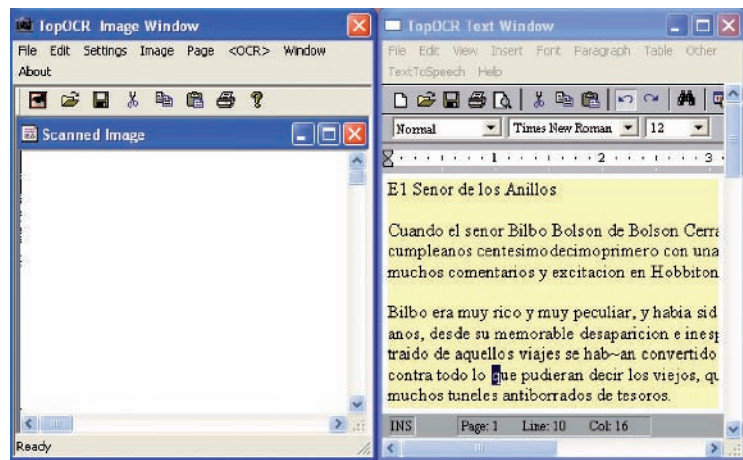 TopOCR Image Window
File Edit Settings Image Page <OCR> Window
About
Scanned Image
Ready
TopOCR Text Window
File Edit View Insert Font Paragraph Table Other
TextToSpeech Help
Normal Times New Roman 12
1 2 3
E1 Senor de los Anillos
Cuando el senor Bilbo Bolson de Bolson Cerra
cumpleanos centesimodecimoprimero con una
muchos comentarios y excitacion en Hobbiton
Bilbo era muy rico y muy peculiar, y habia sid
anos, desde su memorable desaparicion e inesp
traido de aquellos viajes se hab~an convertido
contra todo lo que pudieran decir los viejos, qu
muchos tuneles antiborrados de tesoros.
INS Page: 1 Line: 10 Col: 16